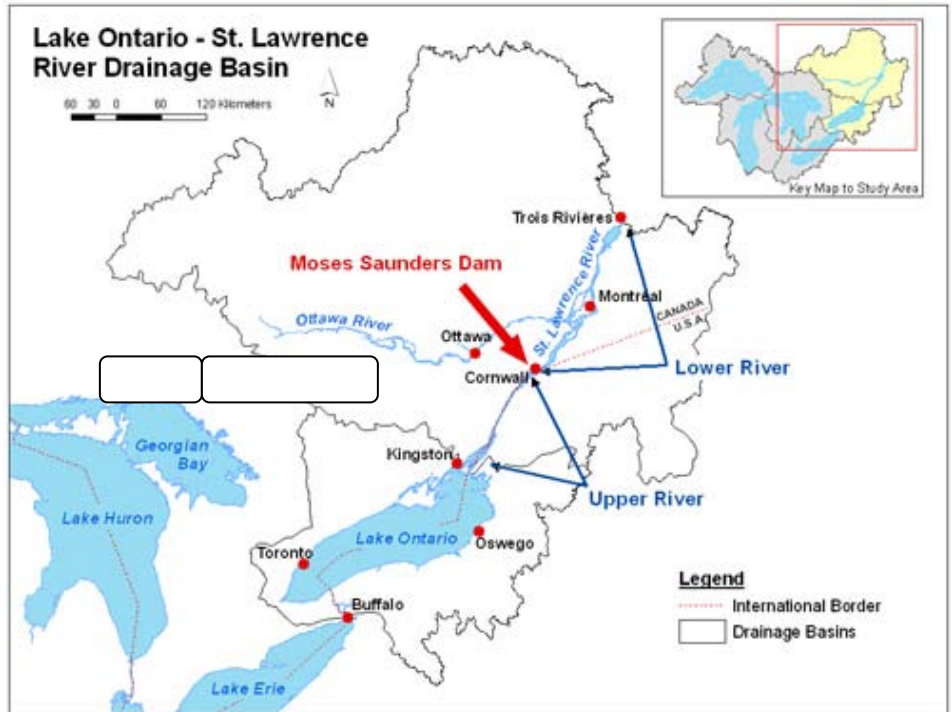 Lake Ontario - St. Lawrence
River Drainage Basin
60 30 0 60 120 Kilometers
N
Key Map to Study Area
Trois Rivières
Moses Saunders Dam
St. Lawrence River
Montréal
CANADA
U.S.A
Ottawa River
Ottawa
Cornwall
Lower River
Georgian
Bay
Kingston
Upper River
Lake Huron
Lake Ontario
Oswego
Toronto
Buffalo
Lake Erie
Legend
International Border
Drainage Basins